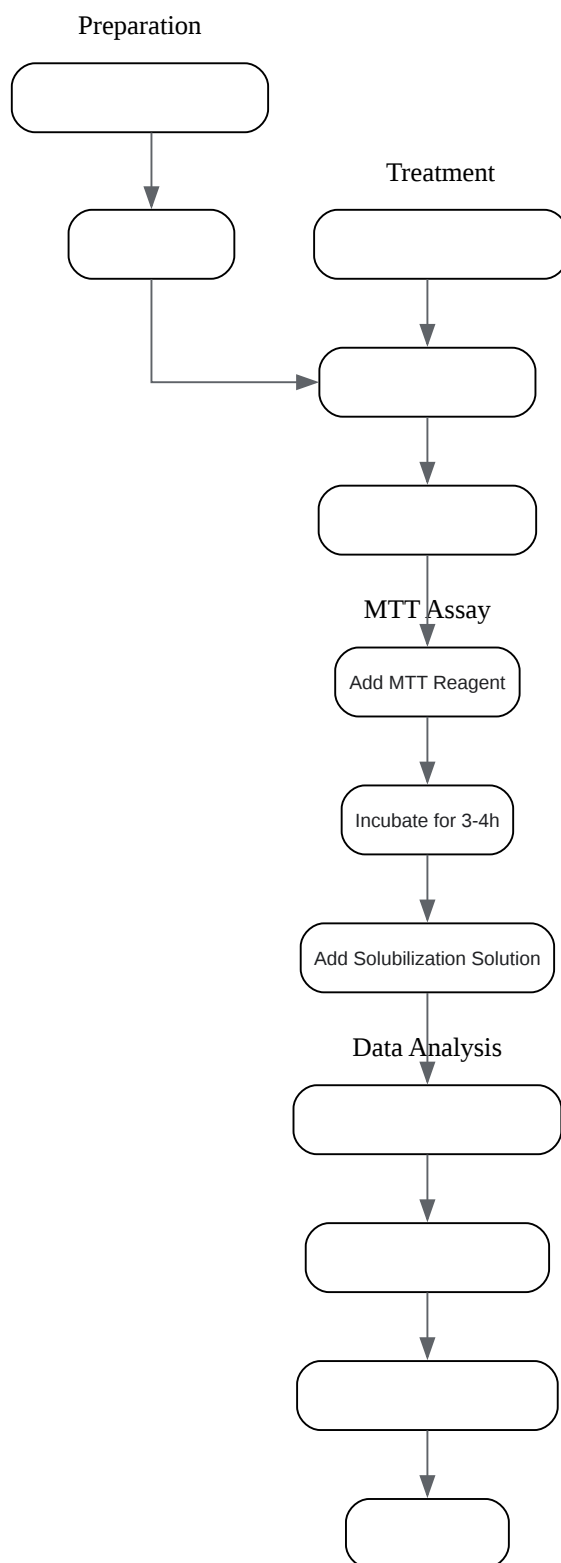 Preparation
Treatment
MTT Assay
Add MTT Reagent
Incubate for 3-4h
Add Solubilization Solution
Data Analysis